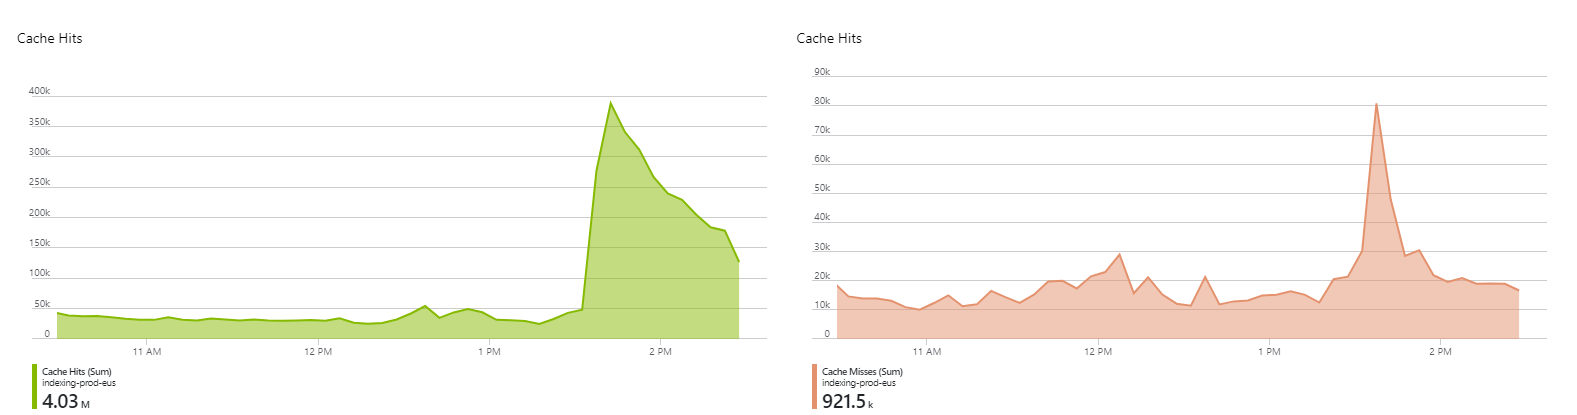 Cache Hits
400k
350k
300k
250k
200k
150k
100k
50k
0
11 AM
12 PM
1 PM
2 PM
Cache Hits (Sum)
indexing-prod-eus
4.03 M
Cache Hits
90k
80k
70k
60k
50k
40k
30k
20k
10k
0
11 AM
12 PM
1 PM
2 PM
Cache Misses (Sum)
indexing-prod-eus
921.5 k